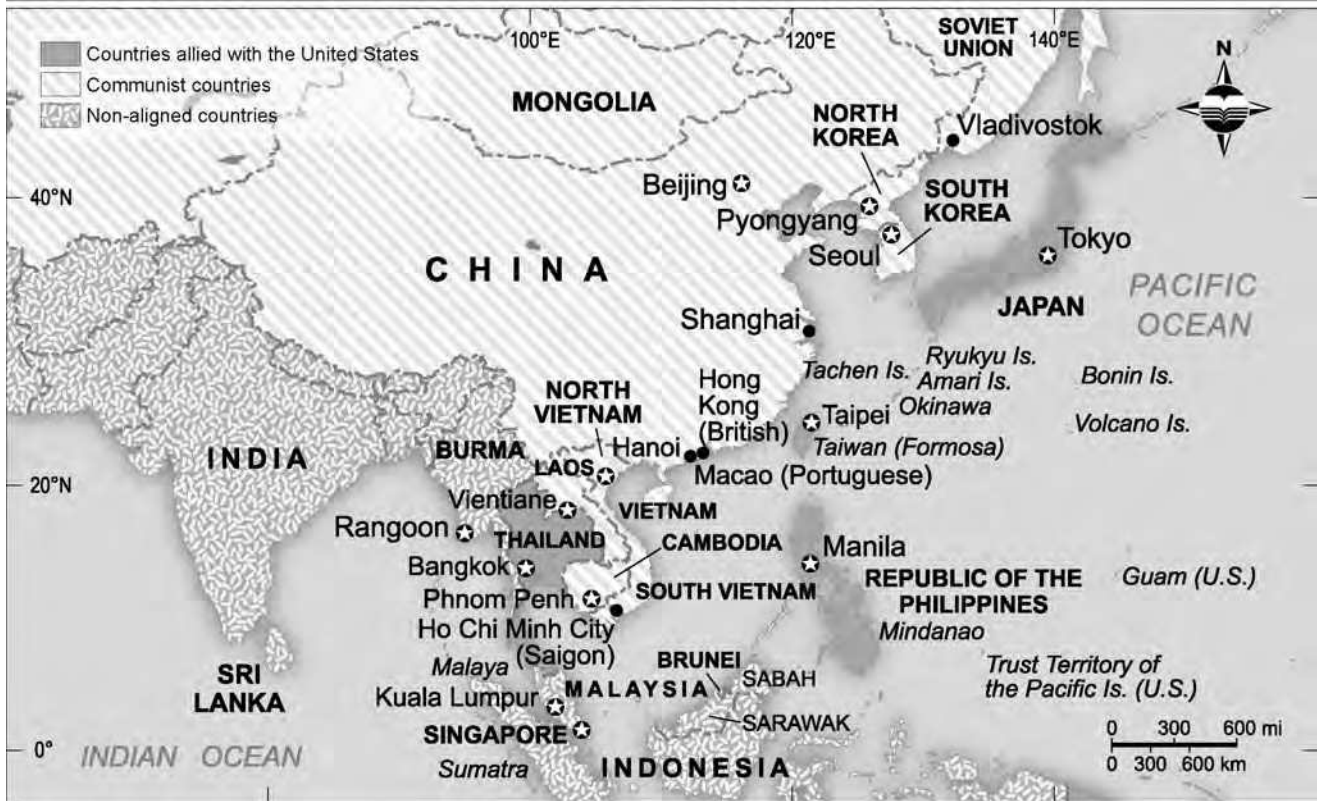 100°E
120°E
140°E
Countries allied with the United States
Communist countries
Non-aligned countries
SOVIET
UNION
N
MONGOLIA
NORTH
KOREA
Vladivostok
Beijing
40°N
Pyongyang
SOUTH
KOREA
Seoul
Tokyo
CHINA
JAPAN
PACIFIC
OCEAN
Shanghai
Tachen Is.
Ryukyu Is.
Amari Is.
Okinawa
Bonin Is.
Volcano Is.
NORTH
VIETNAM
Hong
Kong
(British)
Taipei
Taiwan (Formosa)
INDIA
BURMA
Hanoi
LAOS
Macao (Portuguese)
20°N
Vientiane
VIETNAM
Rangoon
THAILAND
CAMBODIA
Manila
Bangkok
REPUBLIC OF THE
PHILIPPINES
Guam (U.S.)
Phnom Penh
SOUTH VIETNAM
Mindanao
Ho Chi Minh City
(Saigon)
Malaya
BRUNEI
SABAH
Trust Territory of
the Pacific Is. (U.S.)
SRI
LANKA
Kuala Lumpur
MALAYSIA
SARAWAK
SINGAPORE
0 300 600 mi
0 300 600 km
0°
INDIAN OCEAN
Sumatra
INDONESIA